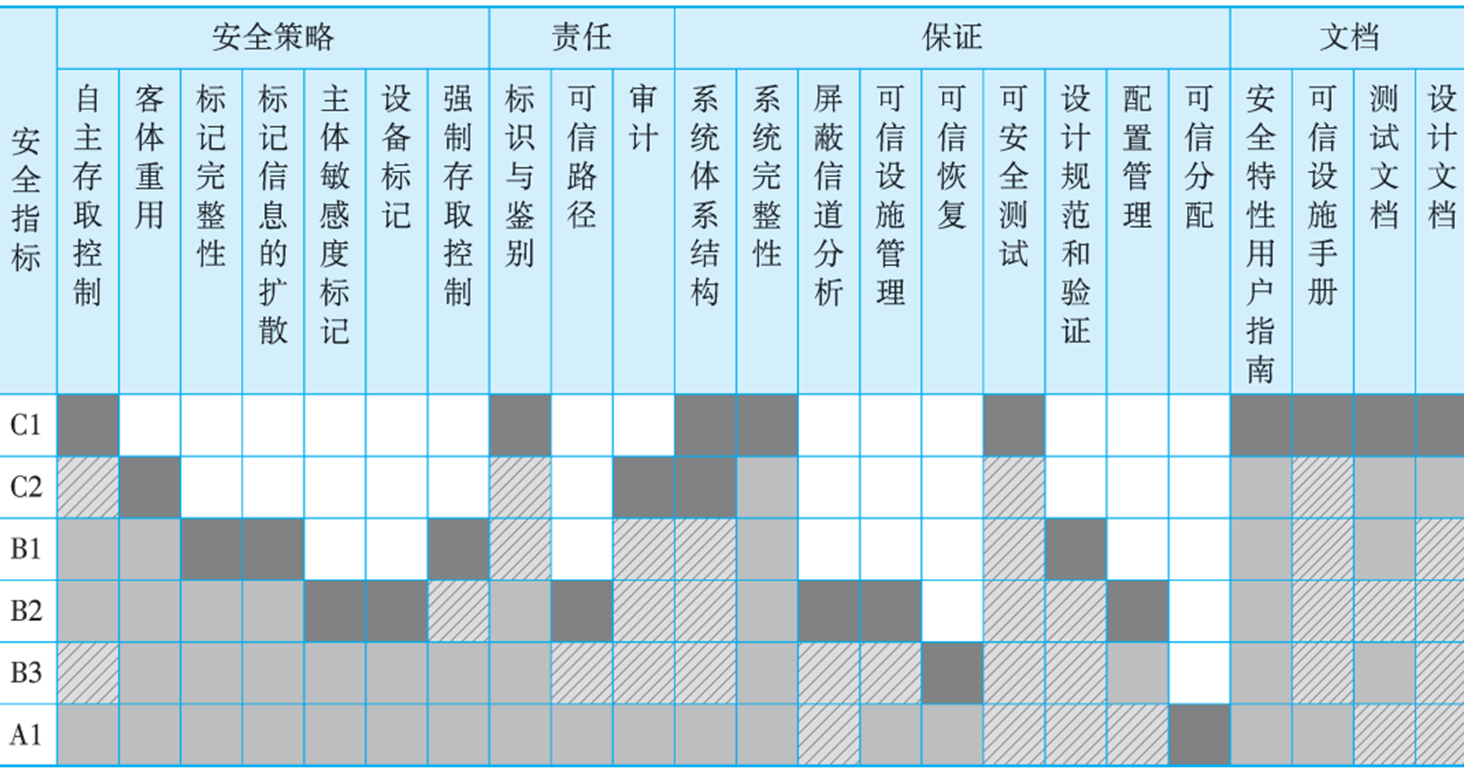 安全策略
责任
保证
文档
安全指标
自主存取控制
客体重用
标记完整性
标记信息的扩散
主体敏感度标记
设备标记
强制存取控制
标识与鉴别
可信路径
审计
系统体系结构
系统完整性
屏蔽信道分析
可信设施管理
可信恢复
可安全测试
设计规范和验证
配置管理
可信分配
安全特性用户指南
可信设施手册
测试文档
设计文档
C1
C2
B1
B2
B3
A1